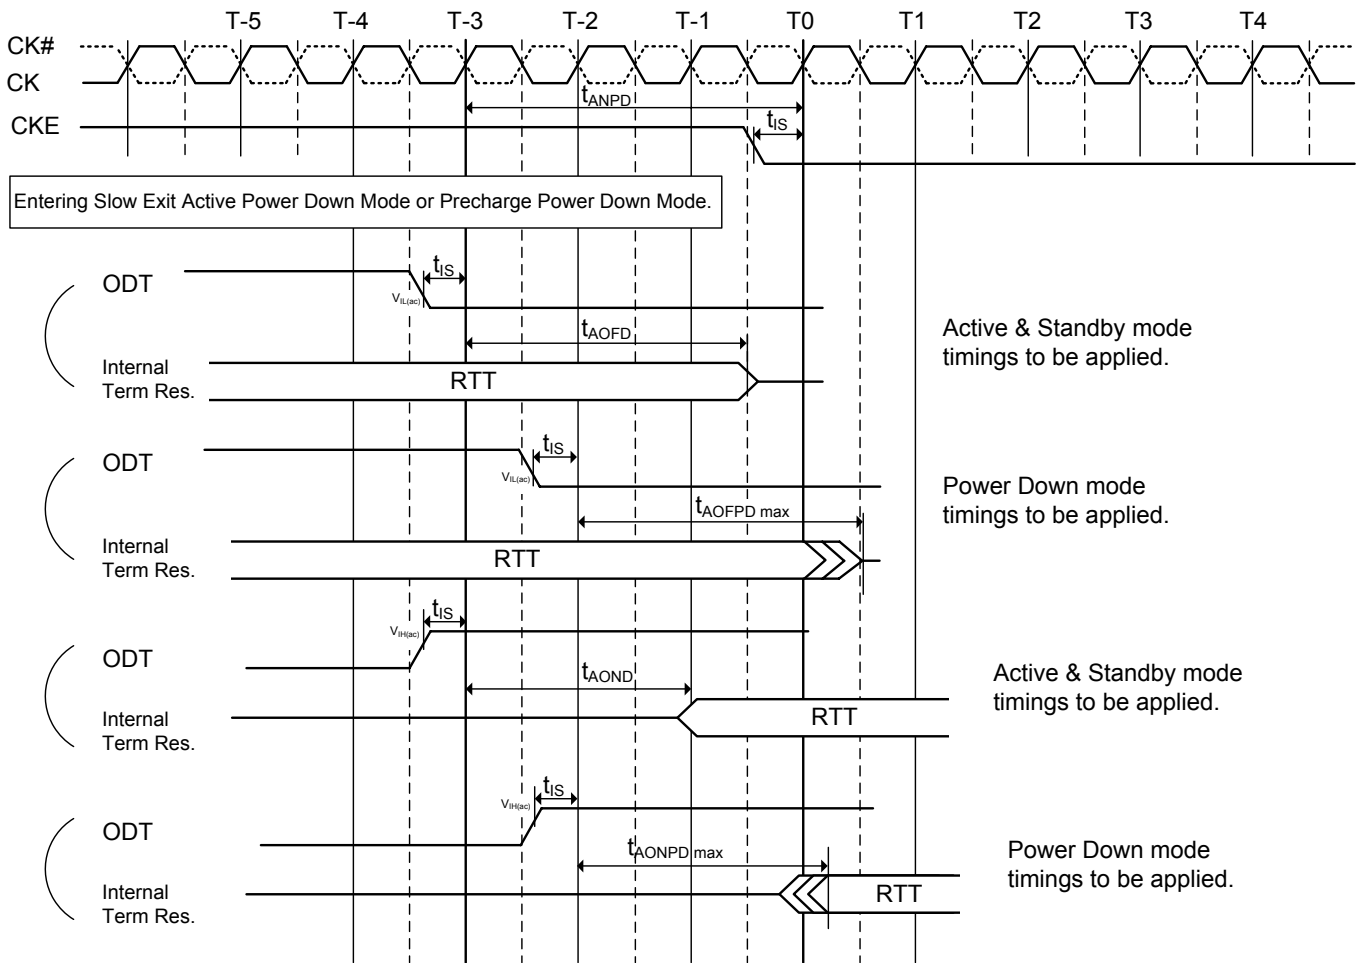 T-5 T-4 T-3 T-2 T-1 T0 T1 T2 T3 T4
CK#
CK
tANPD
CKE
tIS
Entering Slow Exit Active Power Down Mode or Precharge Power Down Mode.
ODT
tIS
VIL(ac)
tAOFD
Internal
Term Res.
RTT
Active & Standby mode
timings to be applied.
ODT
tIS
VIL(ac)
tAOFPD max
Internal
Term Res.
RTT
Power Down mode
timings to be applied.
ODT
tIS
VIH(ac)
tAOND
Internal
Term Res.
RTT
Active & Standby mode
timings to be applied.
ODT
tIS
VIH(ac)
tAONPD max
Internal
Term Res.
RTT
Power Down mode
timings to be applied.